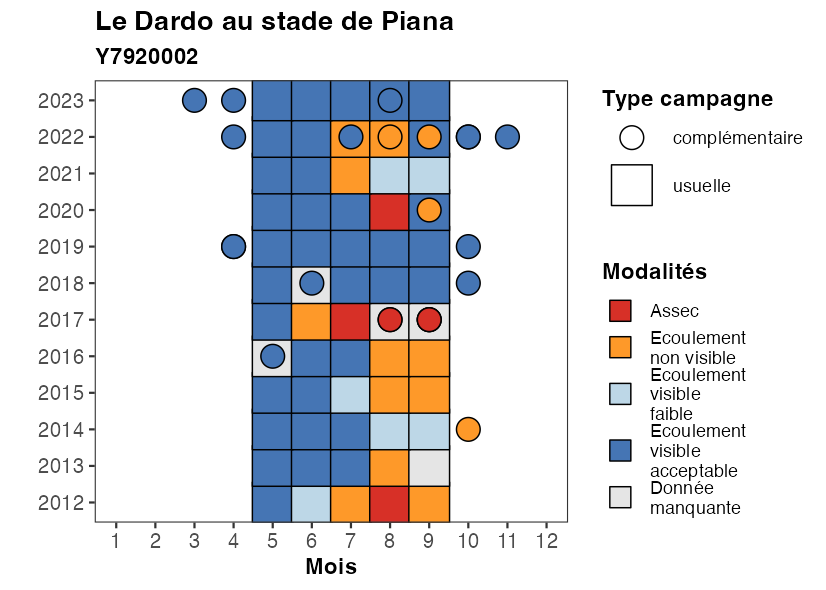 Le Dardo au stade de Piana
Y7920002
2023
2022
2021
2020
2019
2018
2017
2016
2015
2014
2013
2012
1 2 3 4 5 6 7 8 9 10 11 12
Mois
Type campagne
complémentaire
usuelle
Modalités
Assec
Ecoulement
non visible
Ecoulement
visible
faible
Ecoulement
visible
acceptable
Donnée
manquante